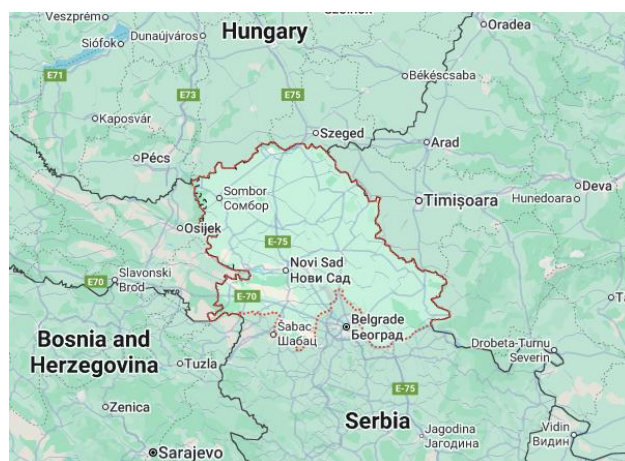 Veszprém
Siófok
Dunaújváros
Hungary
Oradea
E71
E73
E75
Békéscsaba
Kaposvár
Szeged
Arad
Pécs
Deva
Sombor
Сомбор
Timișoara
Hunedoara
Osijek
E-75
Novi Sad
Нови Сад
E70
Slavonski
Brod
E-70
Belgrade
Београд
Šabac
Шабац
Bosnia and
Herzegovina
Drobeta-Turnu
Severin
Tuzla
E-75
Zenica
Serbia
Jagodina
Јагодина
Vidin
Видин
Sarajevo